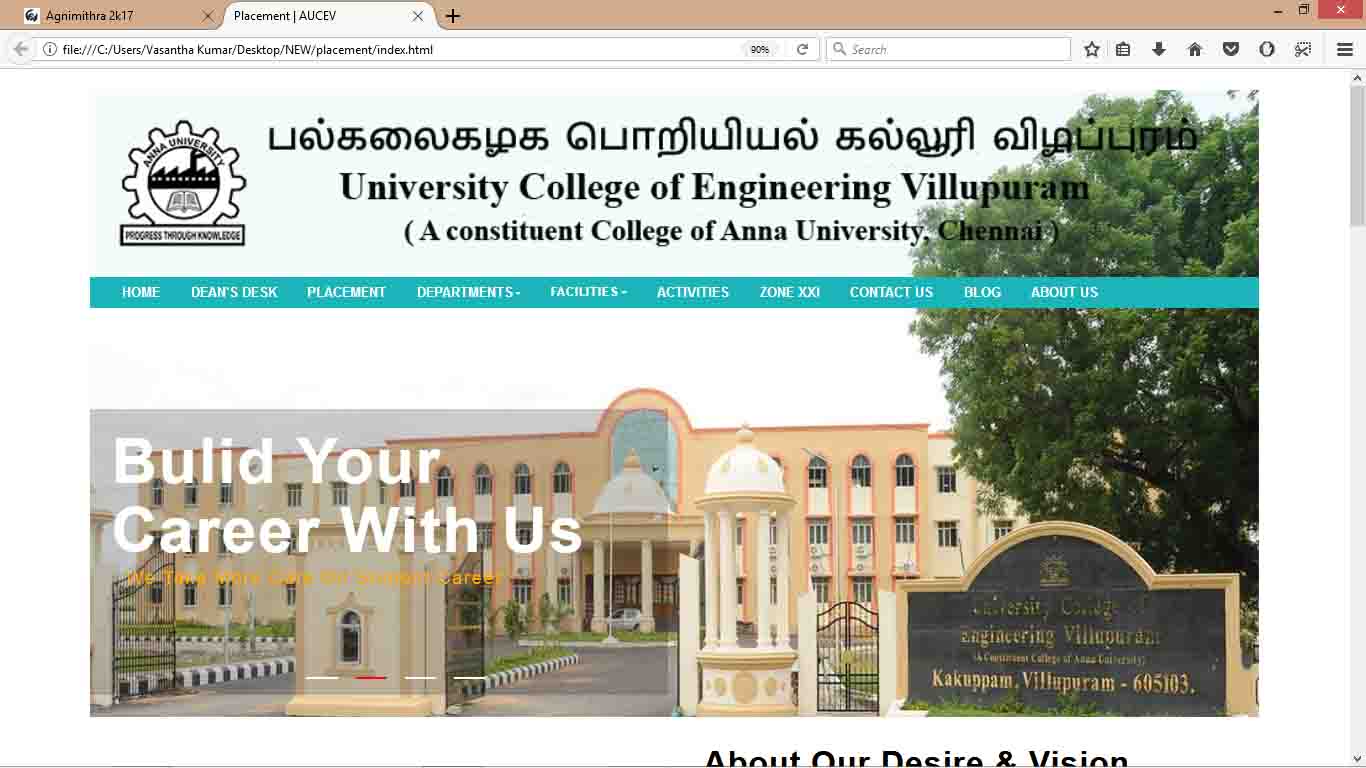 Agnimithra 2k17
Placement | AUCEV
file:///C:/Users/Vasantha Kumar/Desktop/NEW/placement/index.html
90%
Search
ANNA UNIVERSITY
PROGRESS THROUGH KNOWLEDGE
பல்கலைகழக பொறியியல் கல்லூரி விழப்புரம்
University College of Engineering Villupuram
( A constituent College of Anna University, Chennai )
HOME DEAN'S DESK PLACEMENT DEPARTMENTS FACILITIES ACTIVITIES ZONE XXI CONTACT US BLOG ABOUT US
Bulid Your
Career With Us
We Take More Care On Student Career
University College of
Engineering Villupuram
(A Constituent College of Anna University)
Kakuppam, Villupuram - 605103.
About Our Desire & Vision